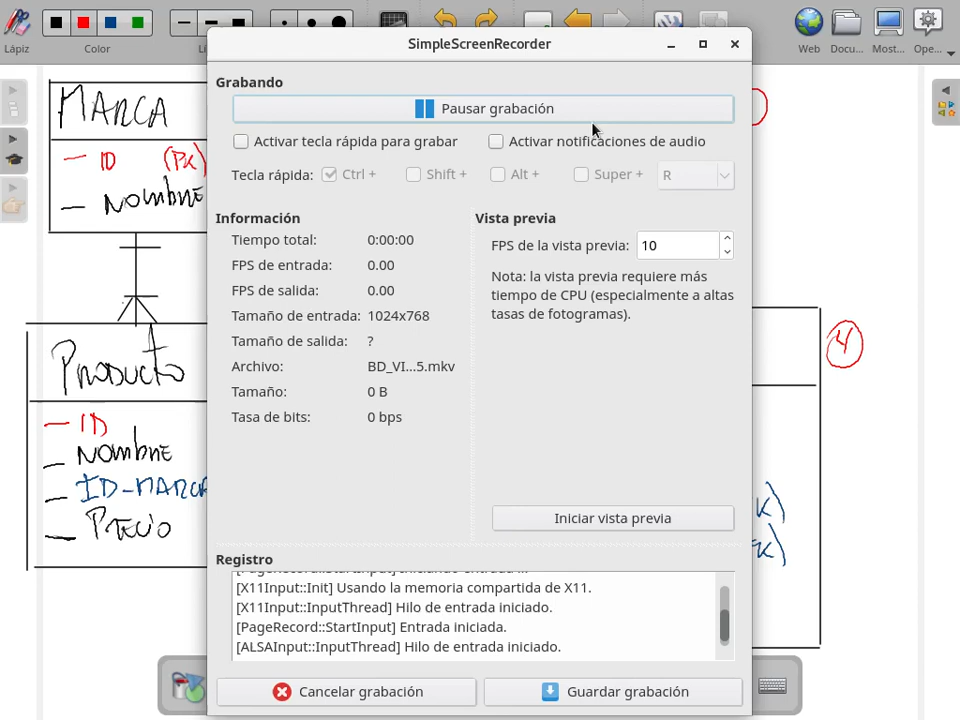 SimpleScreenRecorder
Lápiz
Color
Web
Docu...
Most...
Ope...
Grabando
Pausar grabación
Activar tecla rápida para grabar
Activar notificaciones de audio
Tecla rápida:
Ctrl +
Shift +
Alt +
Super +
R
Información
Tiempo total: 0:00:00
FPS de entrada: 0.00
FPS de salida: 0.00
Tamaño de entrada: 1024x768
Tamaño de salida: ?
Archivo: BD_VI...5.mkv
Tamaño: 0 B
Tasa de bits: 0 bps
Vista previa
FPS de la vista previa: 10
Nota: la vista previa requiere más
tiempo de CPU (especialmente a altas
tasas de fotogramas).
Iniciar vista previa
Registro
[X11Input::Init] Usando la memoria compartida de X11.
[X11Input::InputThread] Hilo de entrada iniciado.
[PageRecord::StartInput] Entrada iniciada.
[ALSAInput::InputThread] Hilo de entrada iniciado.
Cancelar grabación
Guardar grabación
MARCA
— ID (PK)
— Nombre
Producto
— ID
— Nombre
— ID-MARCA
— Precio
4